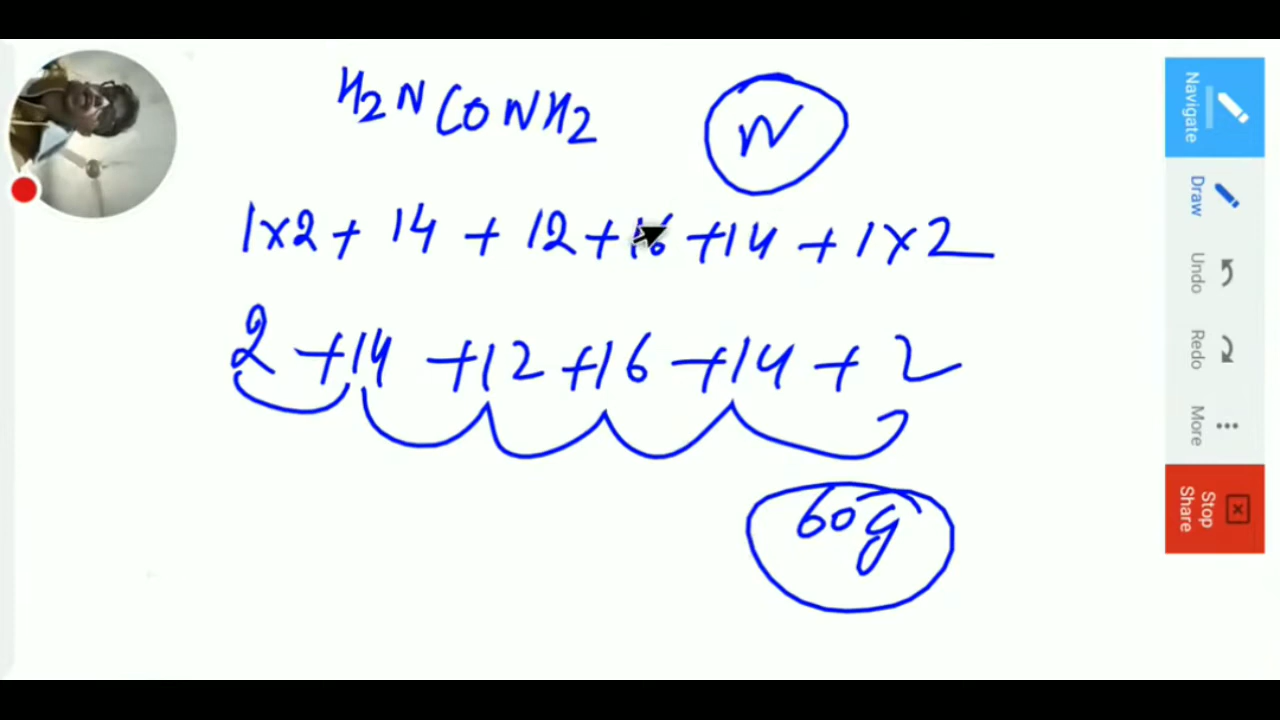 H2NCONH2 N
1×2+ 14 + 12+16+14 + 1×2
2 +14 +12+16 +14 + 2
60g
Navigate
Draw
Undo
Redo
More
Stop
Share